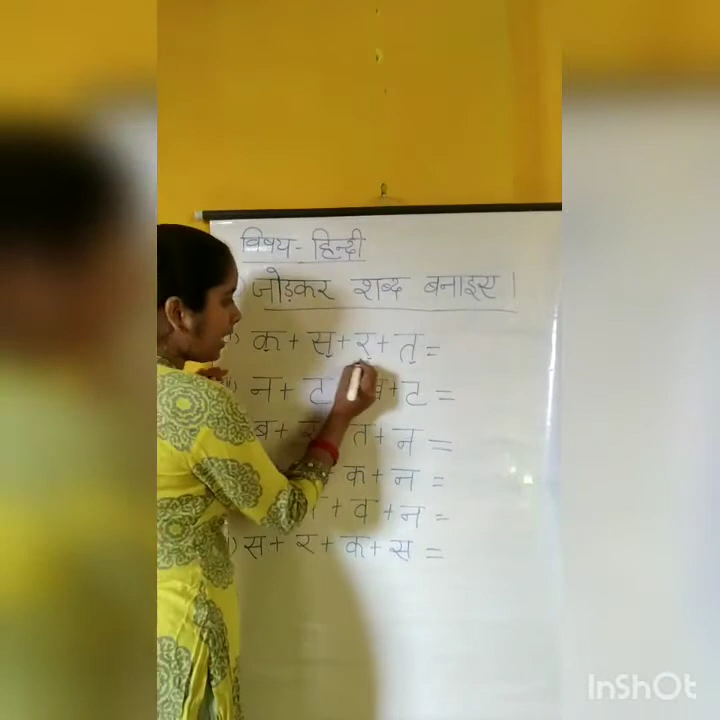 विषय- हिन्दी
जोड़कर शब्द बनाइए ।
क + स + र + त =
न + ट + ट =
ब + र त + न =
क + न =
+ व + न =
स + र + क + स =
InShOt